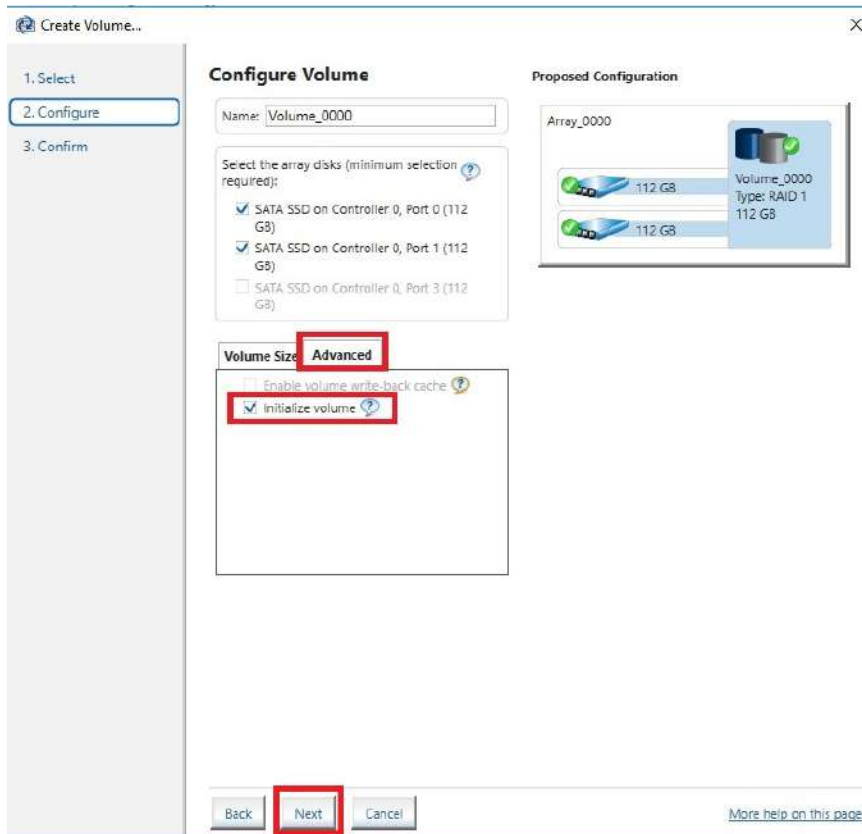 Create Volume...
1. Select
2. Configure
3. Confirm
Configure Volume
Name: Volume_0000
Select the array disks (minimum selection
required):
SATA SSD on Controller 0, Port 0 (112
GB)
SATA SSD on Controller 0, Port 1 (112
GB)
SATA SSD on Controller 0, Port 3 (112
GB)
Volume Size
Advanced
Enable volume write-back cache
Initialize volume
Proposed Configuration
Array_0000
112 GB
112 GB
Volume_0000
Type: RAID 1
112 GB
Back
Next
Cancel
More help on this page